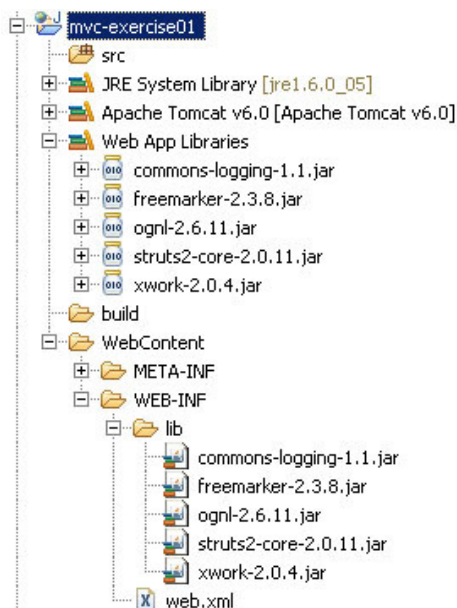 mvc-exercise01
src
JRE System Library [jre1.6.0_05]
Apache Tomcat v6.0 [Apache Tomcat v6.0]
Web App Libraries
commons-logging-1.1.jar
freemarker-2.3.8.jar
ognl-2.6.11.jar
struts2-core-2.0.11.jar
xwork-2.0.4.jar
build
WebContent
META-INF
WEB-INF
lib
commons-logging-1.1.jar
freemarker-2.3.8.jar
ognl-2.6.11.jar
struts2-core-2.0.11.jar
xwork-2.0.4.jar
web.xml